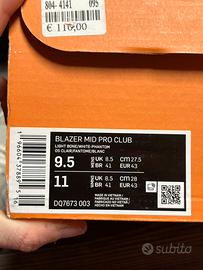 804-4141 095
€ 110,00
BLAZER MID PRO CLUB
LIGHT BONE/WHITE-PHANTOM
OS CLAIR/FANTOME/BLANC
9.5 UK 8.5 CM 27.5
BR 41 EUR 43
11 UK 8.5 CM 28
BR 41 EUR 43
DQ7673 003
MADE IN VIETNAM
subito